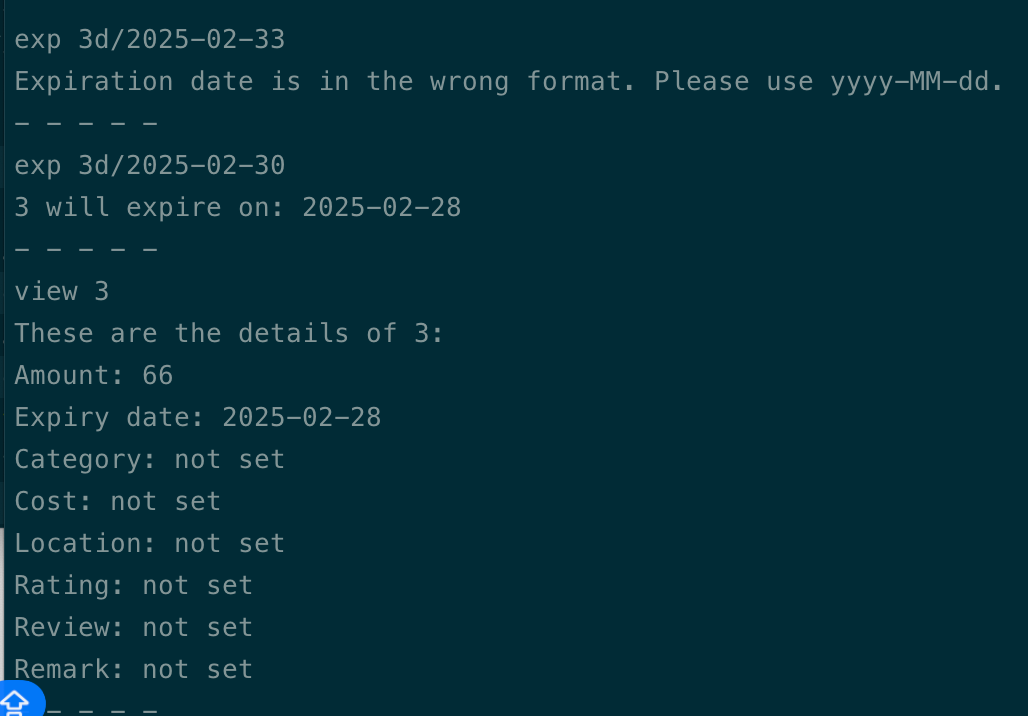 exp 3d/2025-02-33
Expiration date is in the wrong format. Please use yyyy-MM-dd.
- - - - -
exp 3d/2025-02-30
3 will expire on: 2025-02-28
- - - - -
view 3
These are the details of 3:
Amount: 66
Expiry date: 2025-02-28
Category: not set
Cost: not set
Location: not set
Rating: not set
Review: not set
Remark: not set
- - - -